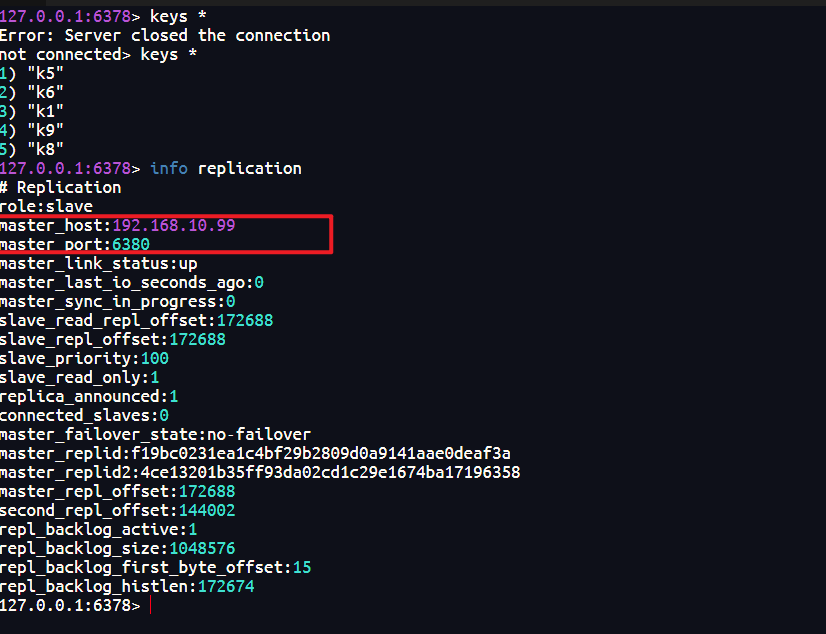 127.0.0.1:6378> keys *
Error: Server closed the connection
not connected> keys *
1) "k5"
2) "k6"
3) "k1"
4) "k9"
5) "k8"
127.0.0.1:6378> info replication
# Replication
role:slave
master_host:192.168.10.99
master_port:6380
master_link_status:up
master_last_io_seconds_ago:0
master_sync_in_progress:0
slave_read_repl_offset:172688
slave_repl_offset:172688
slave_priority:100
slave_read_only:1
replica_announced:1
connected_slaves:0
master_failover_state:no-failover
master_replid:f19bc0231ea1c4bf29b2809d0a9141aae0deaf3a
master_replid2:4ce13201b35ff93da02cd1c29e1674ba17196358
master_repl_offset:172688
second_repl_offset:144002
repl_backlog_active:1
repl_backlog_size:1048576
repl_backlog_first_byte_offset:15
repl_backlog_histlen:172674
127.0.0.1:6378>